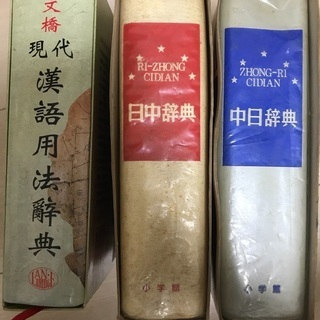 文橋
現代
漢語用法辭典
RI-ZHONG
CIDIAN
日中辞典
小学館
ZHONG-RI
CIDIAN
中日辞典
小学館